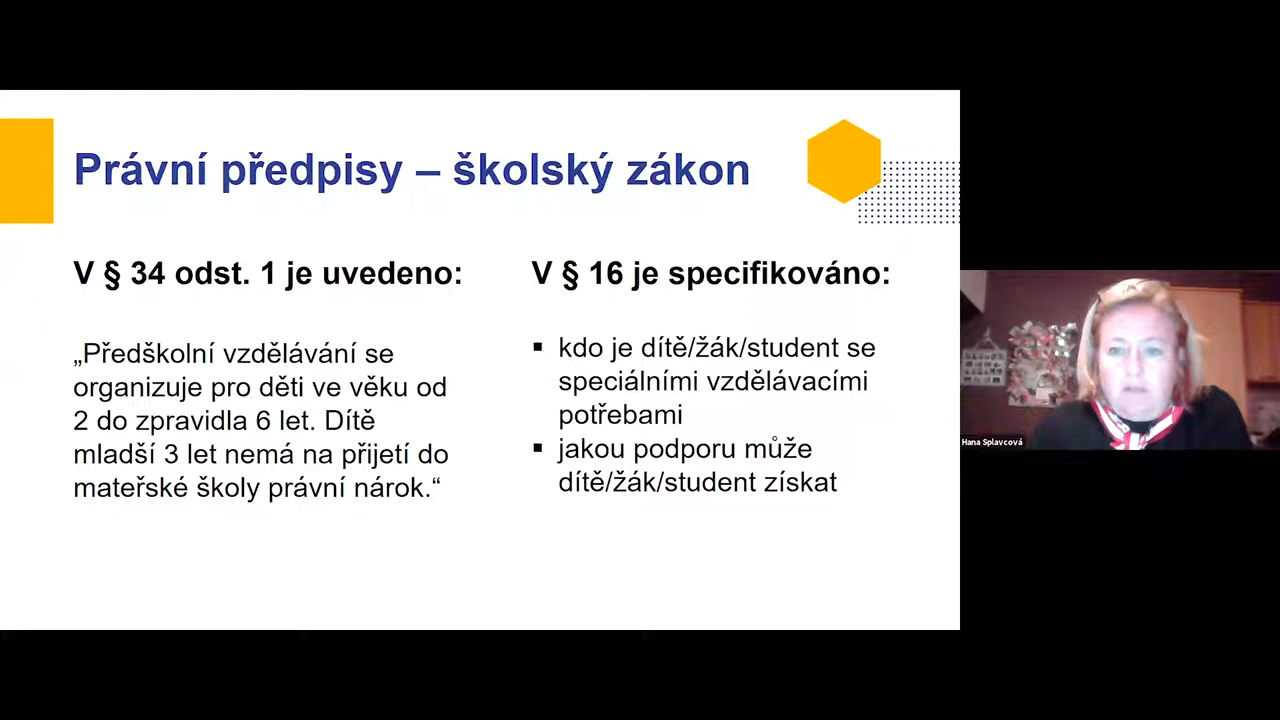 Právní předpisy – školský zákon
V § 34 odst. 1 je uvedeno:
„Předškolní vzdělávání se
organizuje pro děti ve věku od
2 do zpravidla 6 let. Dítě
mladší 3 let nemá na přijetí do
mateřské školy právní nárok.“
V § 16 je specifikováno:
▪ kdo je dítě/žák/student se
speciálními vzdělávacími
potřebami
▪ jakou podporu může
dítě/žák/student získat
Hana Splavcová